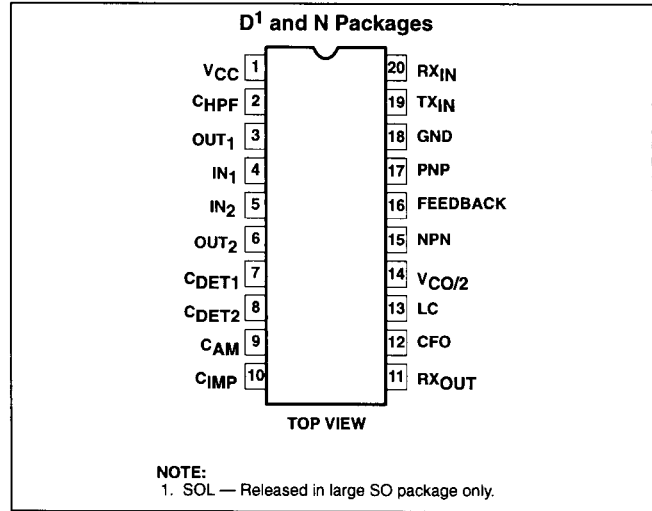 D¹ and N Packages
VCC 1 20 RXIN
CHPF 2 19 TXIN
OUT1 3 18 GND
IN1 4 17 PNP
IN2 5 16 FEEDBACK
OUT2 6 15 NPN
CDET1 7 14 VCO/2
CDET2 8 13 LC
CAM 9 12 CFO
CIMP 10 11 RXOUT
TOP VIEW
NOTE:
1. SOL — Released in large SO package only.